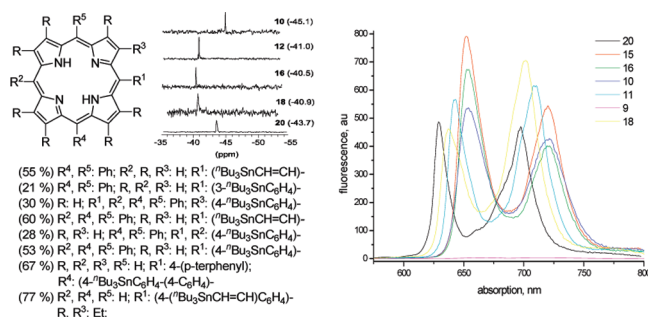 R R⁵ R
R R³
NH N
R² R¹
N HN
R R
R R⁴ R
10 (-45.1)
12 (-41.0)
16 (-40.5)
18 (-40.9)
20 (-43.7)
-35 -40 -45 -50 -55
(ppm)
(55 %) R⁴, R⁵: Ph; R², R, R³: H; R¹: (ⁿBu₃SnCH=CH)-
(21 %) R⁴, R⁵: Ph; R, R², R³: H; R¹: (3-ⁿBu₃SnC₆H₄)-
(30 %) R: H; R¹, R², R⁴, R⁵: Ph; R³: (4-ⁿBu₃SnC₆H₄)-
(60 %) R², R⁴, R⁵: Ph; R, R³: H; R¹: (ⁿBu₃SnCH=CH)-
(28 %) R, R³: H; R⁴, R⁵: Ph; R¹, R²: (4-ⁿBu₃SnC₆H₄)-
(53 %) R², R⁴, R⁵: Ph; R, R³: H; R¹: (4-ⁿBu₃SnC₆H₄)-
(67 %) R, R², R³, R⁵: H; R¹: 4-(p-terphenyl);
R⁴: (4-ⁿBu₃SnC₆H₄-(4-C₆H₄)-
(77 %) R², R⁴, R⁵: H; R¹: (4-(ⁿBu₃SnCH=CH)C₆H₄)-
R, R³: Et:
fluorescence, au
800
700
600
500
400
300
200
100
0
600 650 700 750 800
absorption, nm
20
15
16
10
11
9
18